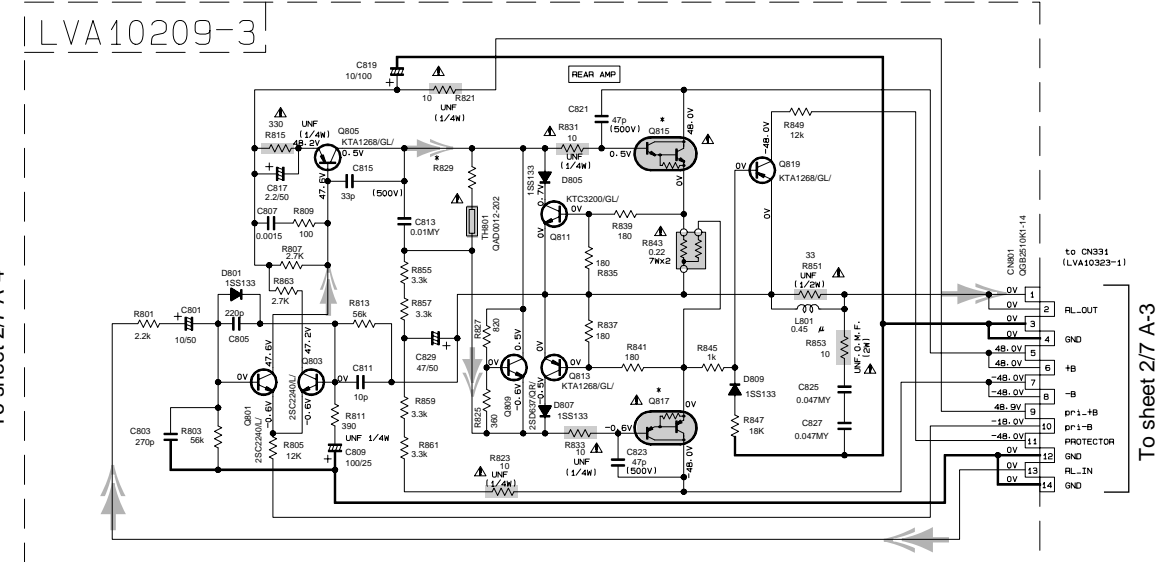 LVA10209-3
REAR AMP
C819
10/100
+
10 R821
UNF
(1/4W)
330
R815
UNF
(1/4W)
48.2V
Q805
KTA1268/GL/
0.5V
47.6V
C815
33p
(500V)
*
R829
C817
2.2/50
+
C807
0.0015
R809
100
R807
2.7K
R863
2.7K
C813
0.01MY
TH801
QAD0012-202
1SS133
D805
0.7V
R831
10
UNF
(1/4W)
C821
47p
(500V)
0.5V
*
Q815
48.0V
0V
KTC3200/GL/
0V
Q811
0V
R839
180
180
R835
R843
0.22
7W×2
-48.0V
R849
12k
0V
Q819
KTA1268/GL/
0V
33
R851
UNF
(1/2W)
L801
0.45 μ
R853
10
UNF.O.M.F.
(2W)
C825
0.047MY
C827
0.047MY
D801
1SS133
220p
C805
R801
2.2k
C801
+
10/50
R813
56k
R855
3.3k
R857
3.3k
C829
47/50
+
R859
3.3k
R861
3.3k
R827
820
R825
360
0.5V
Q809
2SD637/QR/
-0.6V
0V
-0.5V
Q813
KTA1268/GL/
D807
1SS133
R837
180
R841
180
R845
1k
D809
1SS133
R847
18K
*
Q817
0V
-0.6V
-48.0V
R833
10
UNF
(1/4W)
C823
47p
(500V)
R823
10
UNF
(1/4W)
47.6V
47.2V
Q803
0V
2SC2240/L/
-0.6V
-0.6V
Q801
2SC2240/L/
C811
10p
R811
390
UNF 1/4W
+
C809
100/25
C803
270p
R803
56k
R805
12K
CN801
QGB2510K1-14
to CN331
(LVA10323-1)
0V 1
0V 2 RL_OUT
0V 3
0V 4 GND
48.0V 5
48.0V 6 +B
-48.0V 7
-48.0V 8 -B
48.9V 9 pri.+B
-18.0V 10 pri-B
-48.0V 11 PROTECTOR
0V 12 GND
0V 13 RL_IN
0V 14 GND
To sheet 2/7 A-3